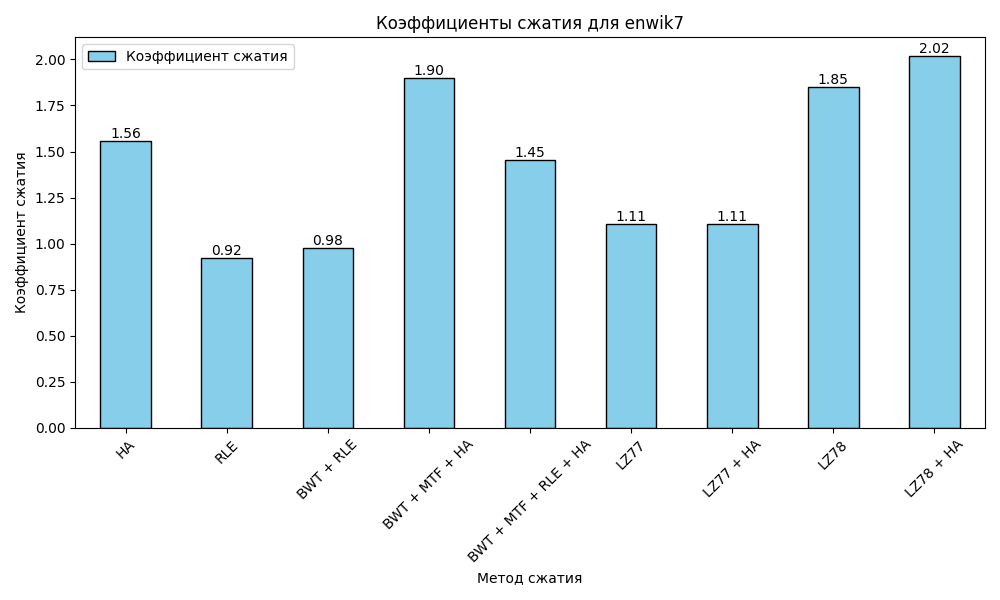 Коэффициенты сжатия для enwik7
Коэффициент сжатия
Коэффициент сжатия
2.00
1.75
1.50
1.25
1.00
0.75
0.50
0.25
0.00
1.56
0.92
0.98
1.90
1.45
1.11
1.11
1.85
2.02
HA
RLE
BWT + RLE
BWT + MTF + HA
BWT + MTF + RLE + HA
LZ77
LZ77 + HA
LZ78
LZ78 + HA
Метод сжатия